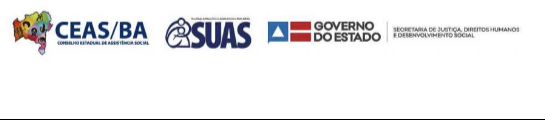 CEAS/BA
CONSELHO ESTADUAL DE ASSISTÊNCIA SOCIAL
SUAS
GOVERNO
DO ESTADO
SECRETARIA DE JUSTIÇA, DIREITOS HUMANOS
E DESENVOLVIMENTO SOCIAL